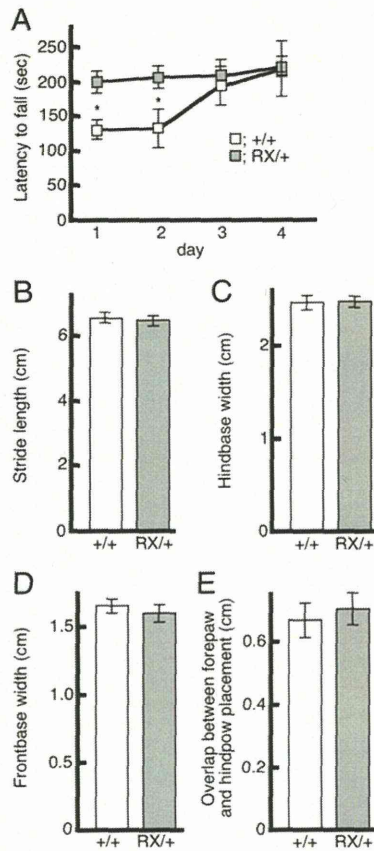 A
Latency to fall (sec)
250
200
150
100
50
0
*
*
□; +/+
■; RX/+
1 2 3 4
day
B
Stride length (cm)
6
4
2
0
+/+ RX/+
C
Hindbase width (cm)
2
1
0
+/+ RX/+
D
Frontbase width (cm)
1.5
1.0
1.5
0
+/+ RX/+
E
Overlap between forepaw
and hindpow placement (cm)
0.6
0.4
0.2
0
+/+ RX/+